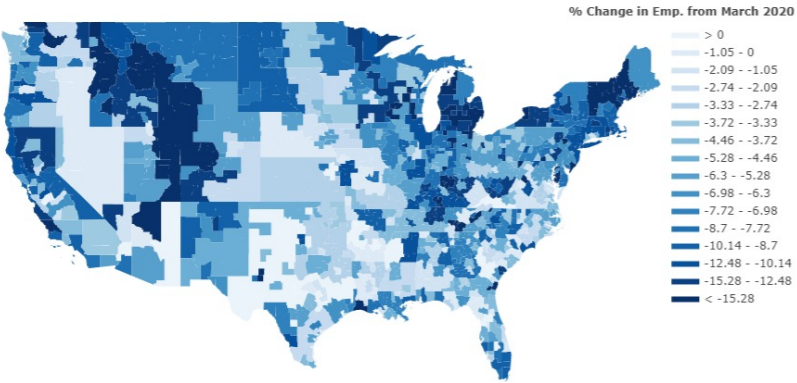 % Change in Emp. from March 2020
> 0
-1.05 - 0
-2.09 - -1.05
-2.74 - -2.09
-3.33 - -2.74
-3.72 - -3.33
-4.46 - -3.72
-5.28 - -4.46
-6.3 - -5.28
-6.98 - -6.3
-7.72 - -6.98
-8.7 - -7.72
-10.14 - -8.7
-12.48 - -10.14
-15.28 - -12.48
< -15.28